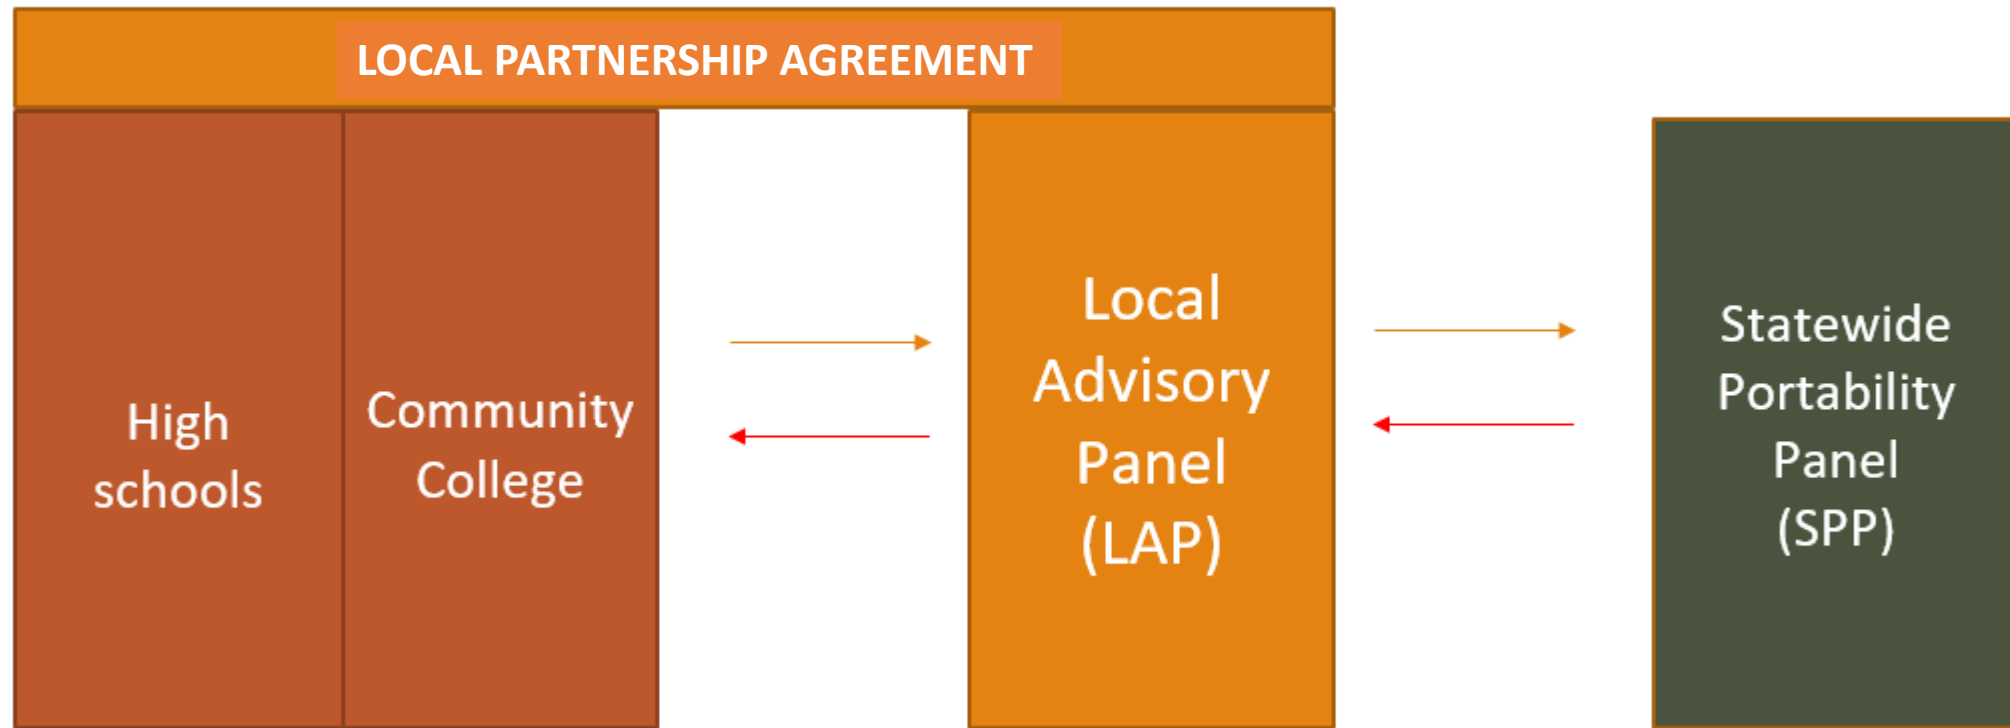 LOCAL PARTNERSHIP AGREEMENT
High
schools
Community
College
Local
Advisory
Panel
(LAP)
Statewide
Portability
Panel
(SPP)